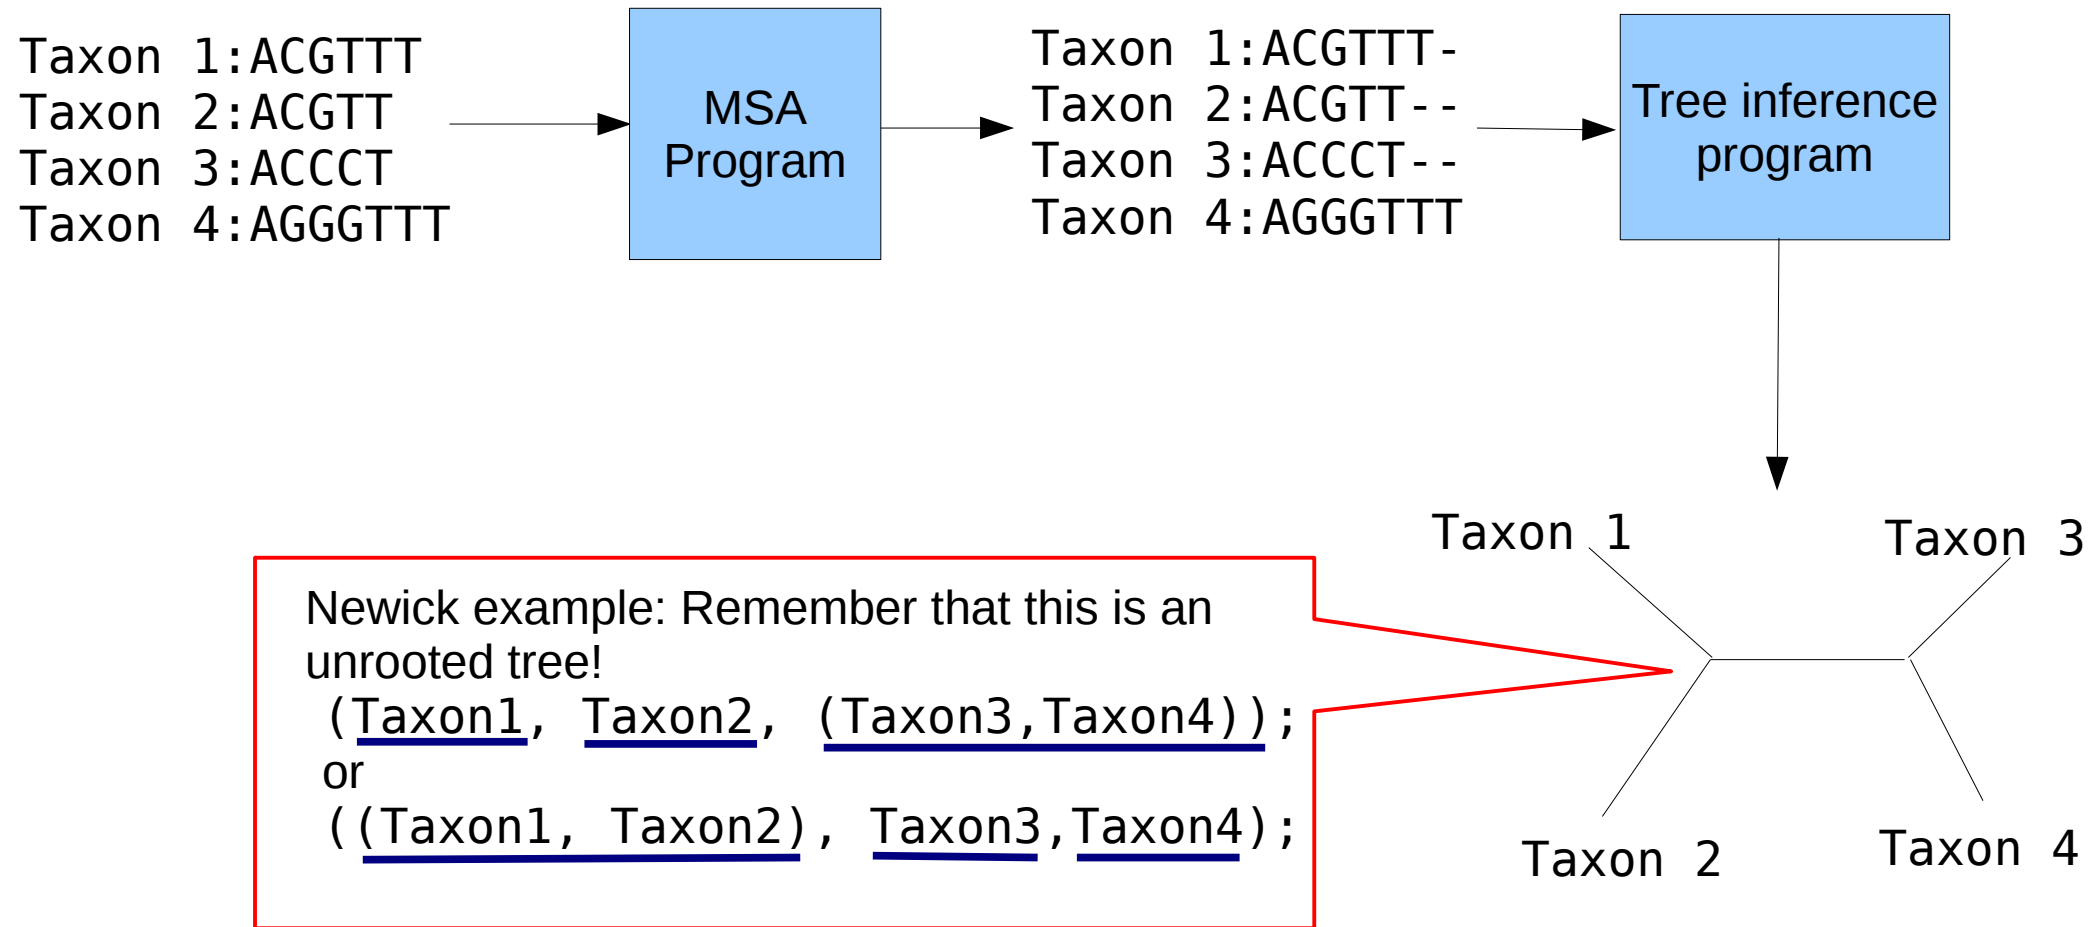 Taxon 1:ACGTTT
Taxon 2:ACGTT
Taxon 3:ACCCT
Taxon 4:AGGGTTT
MSA
Program
Taxon 1:ACGTTT-
Taxon 2:ACGTT--
Taxon 3:ACCCT--
Taxon 4:AGGGTTT
Tree inference
program
Taxon 1
Taxon 3
Newick example: Remember that this is an
unrooted tree!
(Taxon1, Taxon2, (Taxon3,Taxon4));
or
((Taxon1, Taxon2), Taxon3,Taxon4);
Taxon 2
Taxon 4